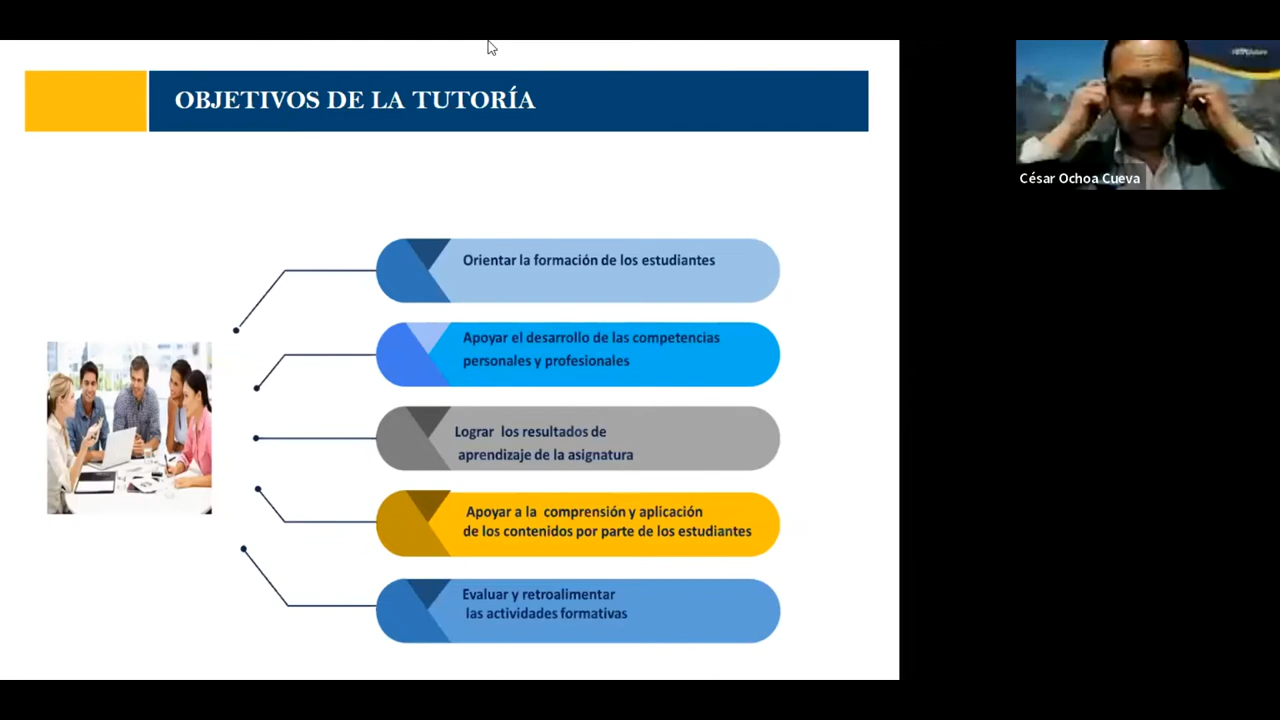 OBJETIVOS DE LA TUTORÍA
César Ochoa Cueva
Orientar la formación de los estudiantes
Apoyar el desarrollo de las competencias
personales y profesionales
Lograr los resultados de
aprendizaje de la asignatura
Apoyar a la comprensión y aplicación
de los contenidos por parte de los estudiantes
Evaluar y retroalimentar
las actividades formativas